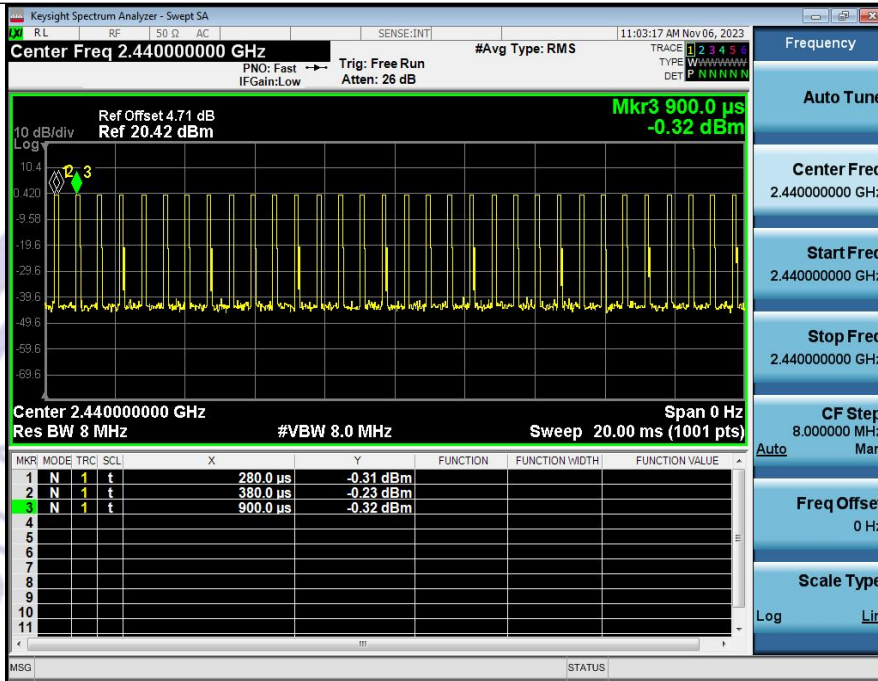 Keysight Spectrum Analyzer - Swept SA
LXI RL RF 50 Ω AC SENSE:INT 11:03:17 AM Nov 06, 2023
Center Freq 2.440000000 GHz #Avg Type: RMS TRACE 1 2 3 4 5 6
PNO: Fast Trig: Free Run TYPE W
IFGain:Low Atten: 26 dB DET P N N N N N
Frequency
Mkr3 900.0 µs
-0.32 dBm
Ref Offset 4.71 dB
10 dB/div Ref 20.42 dBm
Log
10.4
0.420
-9.58
-19.6
-29.6
-39.6
-49.6
-59.6
-69.6
2 3
Center 2.440000000 GHz Span 0 Hz
Res BW 8 MHz #VBW 8.0 MHz Sweep 20.00 ms (1001 pts)
MKR MODE TRC SCL X Y FUNCTION FUNCTION WIDTH FUNCTION VALUE
1 N 1 t 280.0 µs -0.31 dBm
2 N 1 t 380.0 µs -0.23 dBm
3 N 1 t 900.0 µs -0.32 dBm
4
5
6
7
8
9
10
11
MSG STATUS
Auto Tune
Center Freq
2.440000000 GHz
Start Freq
2.440000000 GHz
Stop Freq
2.440000000 GHz
CF Step
8.000000 MHz
Auto Man
Freq Offset
0 Hz
Scale Type
Log Lin